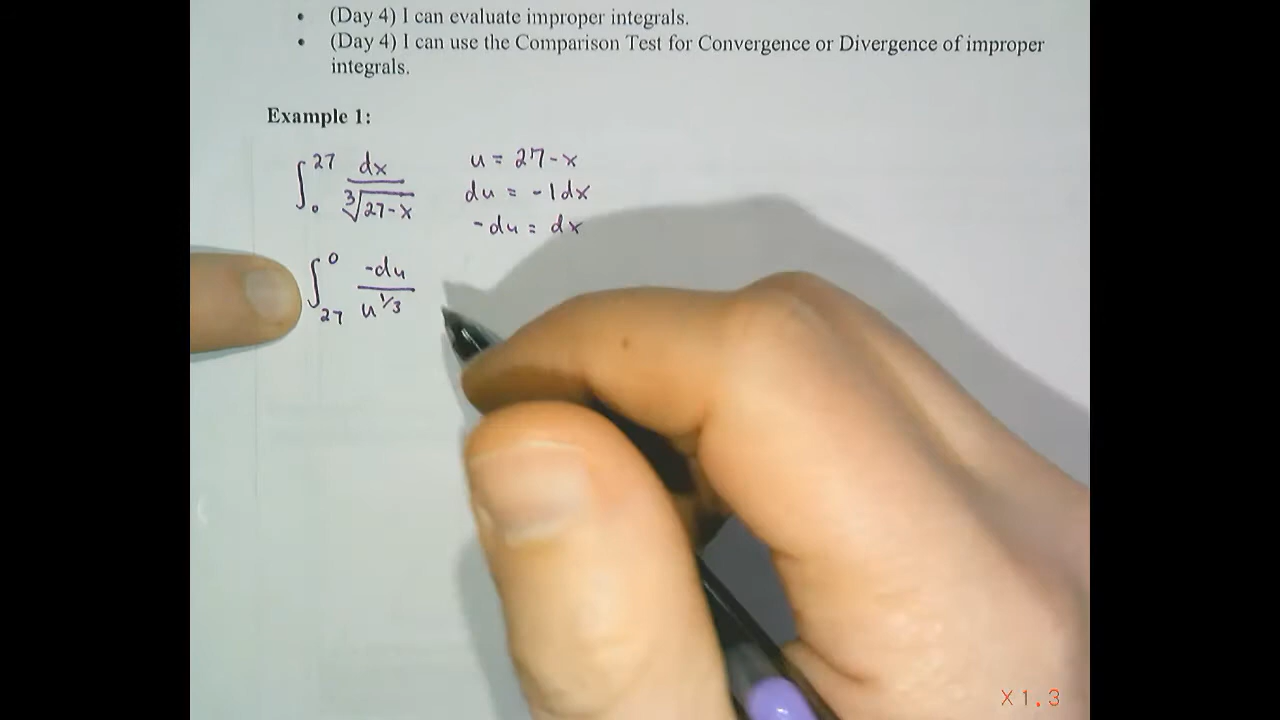 • (Day 4) I can evaluate improper integrals.
• (Day 4) I can use the Comparison Test for Convergence or Divergence of improper
integrals.
Example 1:
∫₀²⁷ dx / ∛(27-x)
u = 27-x
du = -1dx
-du = dx
∫₂₇⁰ -du / u^(1/3)
X1.3